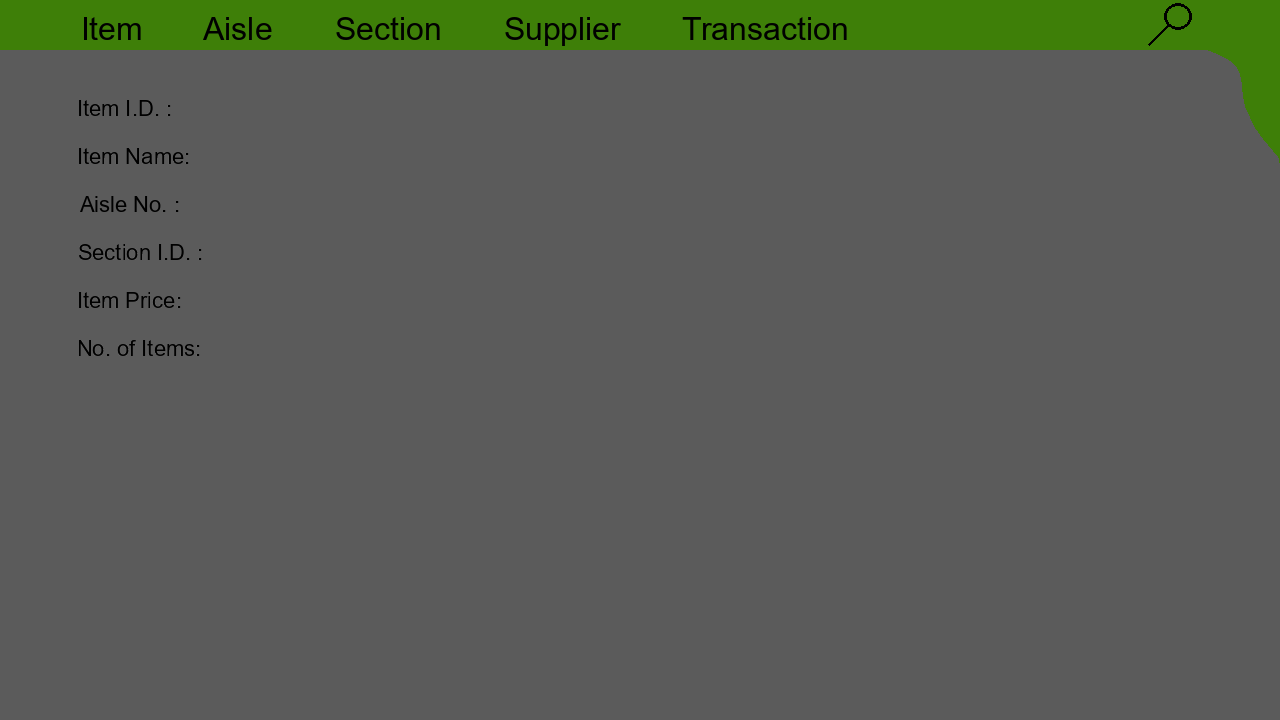 Item Aisle Section Supplier Transaction
Item I.D. :
Item Name:
Aisle No. :
Section I.D. :
Item Price:
No. of Items: